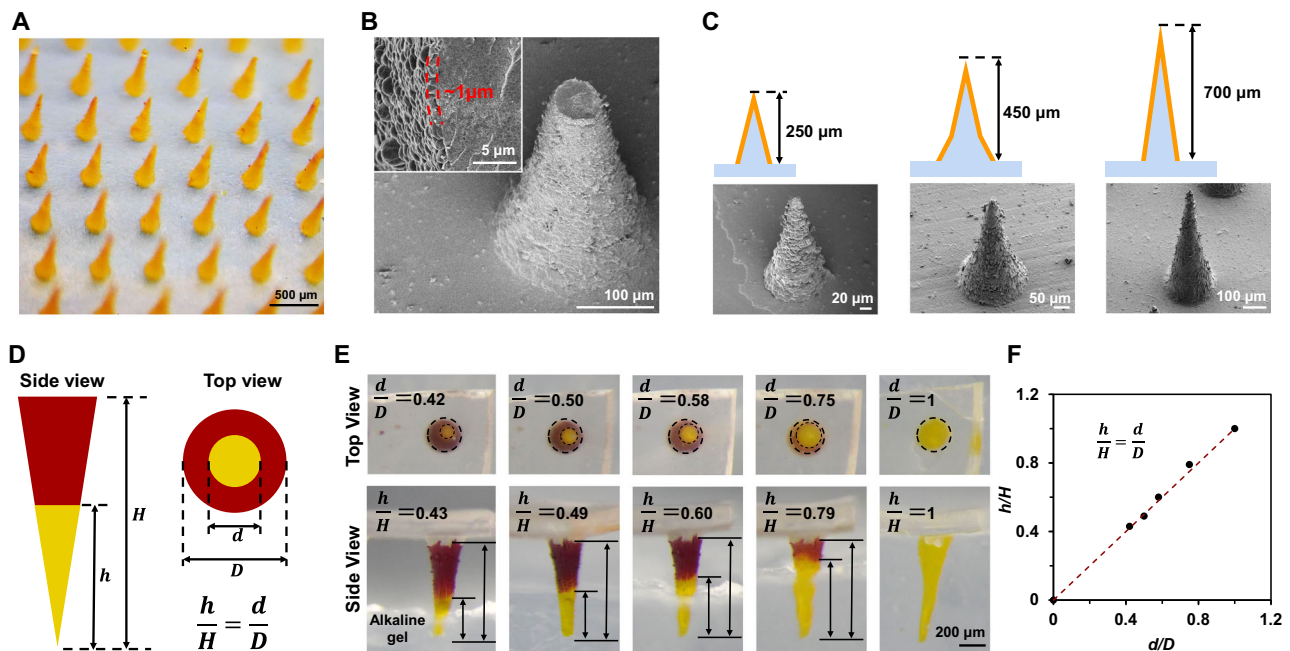 A
500 µm
B
~1µm
5 µm
100 µm
C
250 µm
450 µm
700 µm
20 µm
50 µm
100 µm
D
Side view
Top view
H
h
d
D
h/H = d/D
E
Top View
d/D =0.42
d/D =0.50
d/D =0.58
d/D =0.75
d/D =1
Side View
h/H =0.43
h/H =0.49
h/H =0.60
h/H =0.79
h/H =1
Alkaline
gel
200 µm
F
h/H = d/D
1.2
0.8
0.4
0
h/H
0
0.4
0.8
1.2
d/D